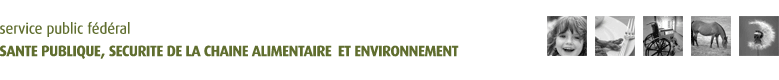 service public fédéral
SANTE PUBLIQUE, SECURITE DE LA CHAINE ALIMENTAIRE ET ENVIRONNEMENT